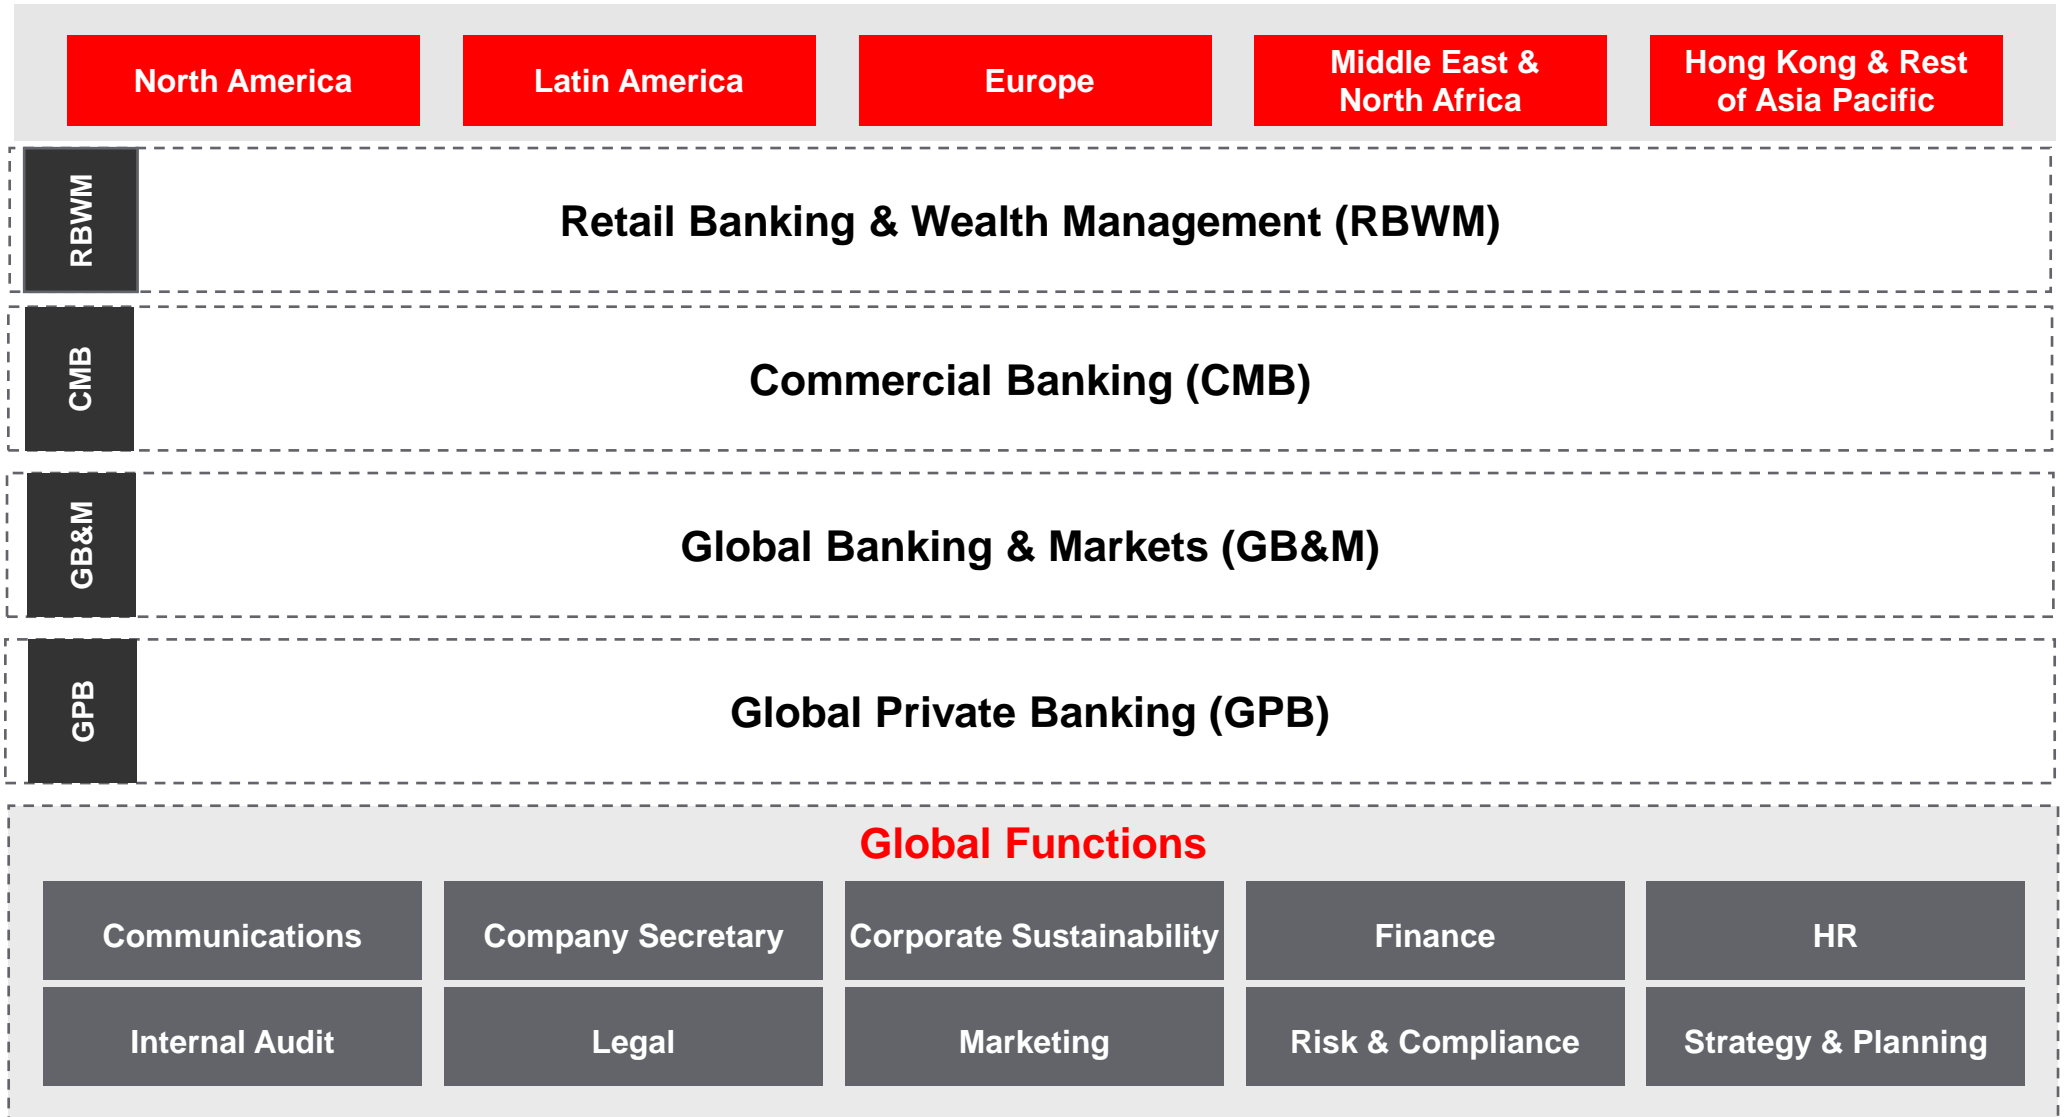 North America
Latin America
Europe
Middle East &
North Africa
Hong Kong & Rest
of Asia Pacific
RBWM
Retail Banking & Wealth Management (RBWM)
CMB
Commercial Banking (CMB)
GB&M
Global Banking & Markets (GB&M)
GPB
Global Private Banking (GPB)
Global Functions
Communications
Company Secretary
Corporate Sustainability
Finance
HR
Internal Audit
Legal
Marketing
Risk & Compliance
Strategy & Planning